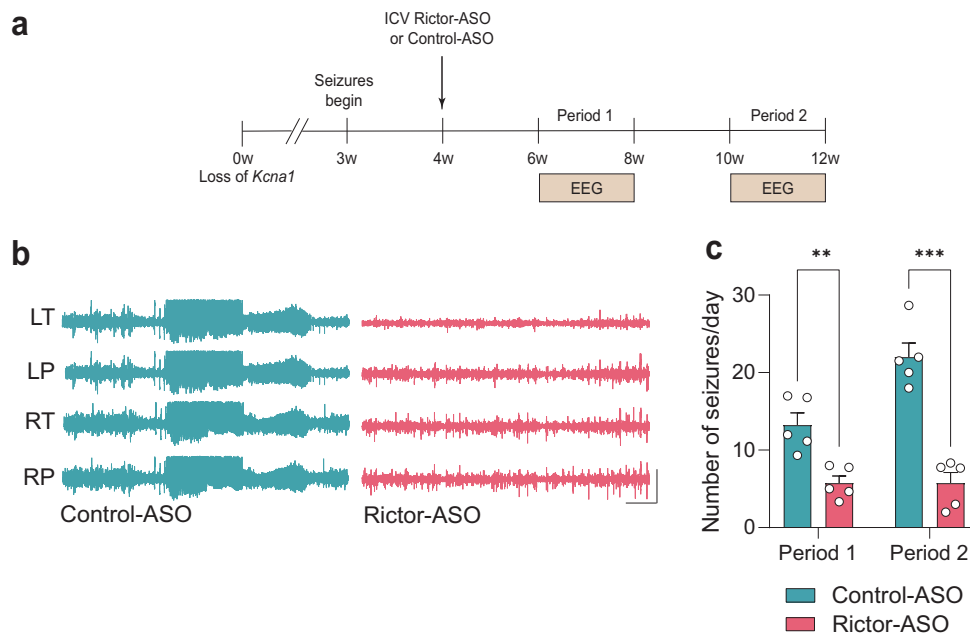 a
ICV Rictor-ASO
or Control-ASO
Seizures
begin
Period 1
Period 2
0w
3w
4w
6w
8w
10w
12w
Loss of Kcna1
EEG
EEG
b
LT
LP
RT
RP
Control-ASO
Rictor-ASO
c
**
***
Number of seizures/day
30
20
10
0
Period 1
Period 2
Control-ASO
Rictor-ASO